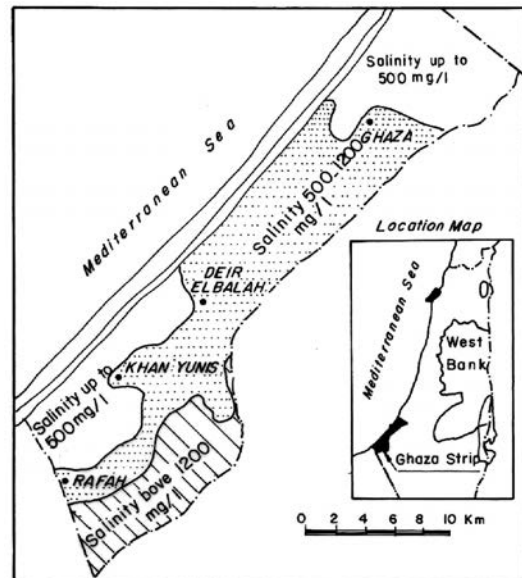 Salinity up to
500 mg/l
GHAZA
Mediterranean Sea
Salinity 500-1200
mg/l
Location Map
DEIR
ELBALAH
Mediterranean Sea
West
Bank
KHAN YUNIS
Salinity up to
500 mg/l
Ghaza Strip
RAFAH
Salinity bove 1200
mg/l
0 2 4 6 8 10 Km